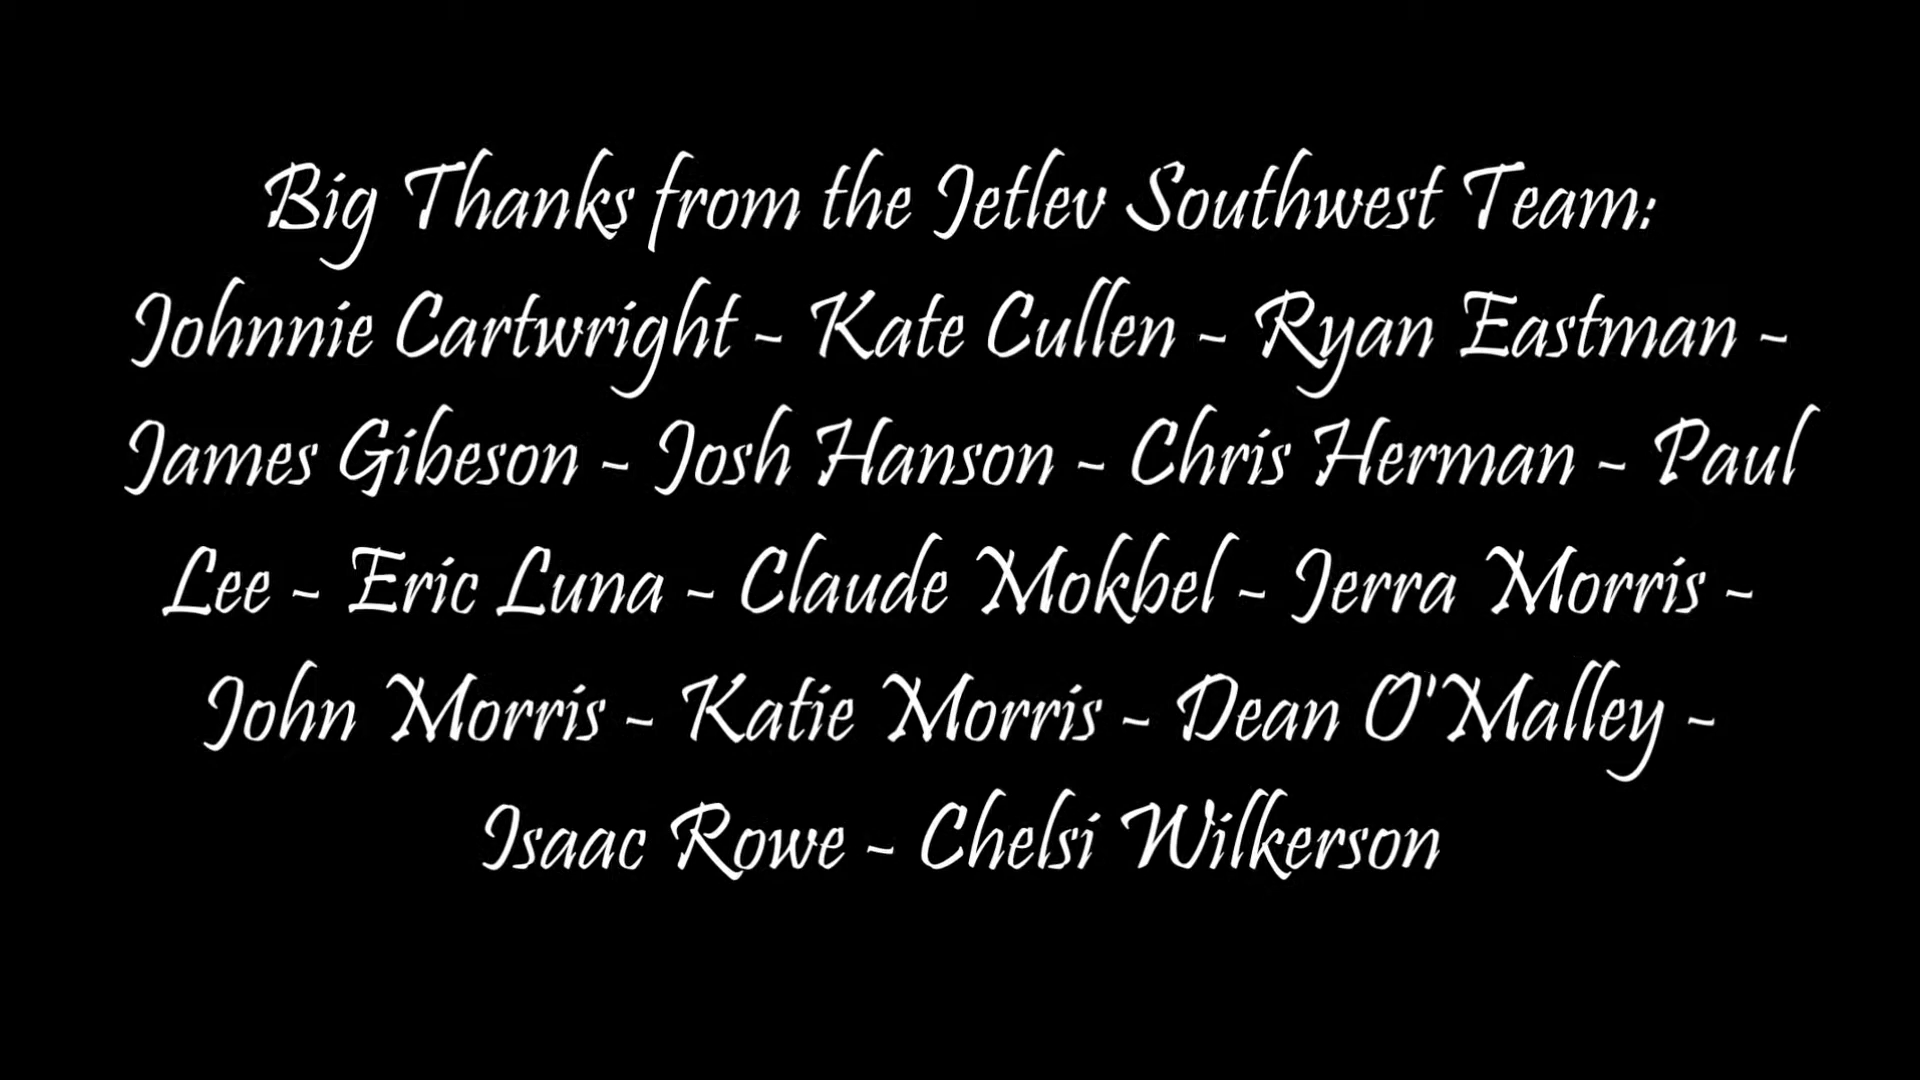 Big Thanks from the Jetlev Southwest Team:
Johnnie Cartwright - Kate Cullen - Ryan Eastman -
James Gibeson - Josh Hanson - Chris Herman - Paul
Lee - Eric Luna - Claude Mokbel - Jerra Morris -
John Morris - Katie Morris - Dean O'Malley -
Isaac Rowe - Chelsi Wilkerson